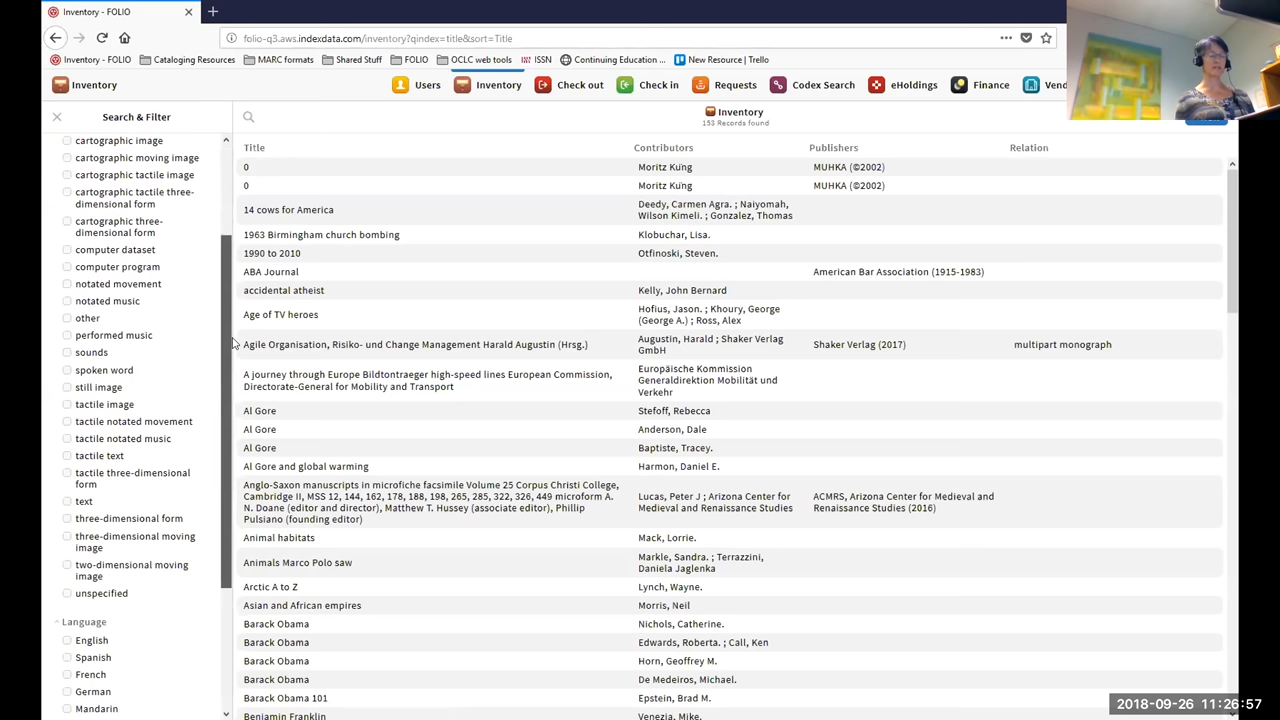 Inventory - FOLIO
folio-q3.aws.indexdata.com/inventory?qindex=title&sort=Title
Inventory - FOLIO Cataloging Resources MARC formats Shared Stuff FOLIO OCLC web tools ISSN Continuing Education ... New Resource | Trello
Inventory Users Inventory Check out Check in Requests Codex Search eHoldings Finance
Search & Filter
Inventory
153 Records found
cartographic image
cartographic moving image
cartographic tactile image
cartographic tactile three-
dimensional form
cartographic three-
dimensional form
computer dataset
computer program
notated movement
notated music
other
performed music
sounds
spoken word
still image
tactile image
tactile notated movement
tactile notated music
tactile text
tactile three-dimensional
form
text
three-dimensional form
three-dimensional moving
image
two-dimensional moving
image
unspecified
Language
English
Spanish
French
German
Mandarin
Title Contributors Publishers Relation
0 Moritz Küng MUHKA (©2002)
0 Moritz Küng MUHKA (©2002)
14 cows for America Deedy, Carmen Agra. ; Naiyomah,
Wilson Kimeli. ; Gonzalez, Thomas
1963 Birmingham church bombing Klobuchar, Lisa.
1990 to 2010 Otfinoski, Steven.
ABA Journal American Bar Association (1915-1983)
accidental atheist Kelly, John Bernard
Age of TV heroes Hofius, Jason. ; Khoury, George
(George A.) ; Ross, Alex
Agile Organisation, Risiko- und Change Management Harald Augustin (Hrsg.) Augustin, Harald ; Shaker Verlag
GmbH Shaker Verlag (2017) multipart monograph
A journey through Europe Bildtontraeger high-speed lines European Commission,
Directorate-General for Mobility and Transport Europäische Kommission
Generaldirektion Mobilität und
Verkehr
Al Gore Stefoff, Rebecca
Al Gore Anderson, Dale
Al Gore Baptiste, Tracey.
Al Gore and global warming Harmon, Daniel E.
Anglo-Saxon manuscripts in microfiche facsimile Volume 25 Corpus Christi College,
Cambridge II, MSS 12, 144, 162, 178, 188, 198, 265, 285, 322, 326, 449 microform A.
N. Doane (editor and director), Matthew T. Hussey (associate editor), Phillip
Pulsiano (founding editor) Lucas, Peter J ; Arizona Center for
Medieval and Renaissance Studies ACMRS, Arizona Center for Medieval and
Renaissance Studies (2016)
Animal habitats Mack, Lorrie.
Animals Marco Polo saw Markle, Sandra. ; Terrazzini,
Daniela Jaglenka
Arctic A to Z Lynch, Wayne.
Asian and African empires Morris, Neil
Barack Obama Nichols, Catherine.
Barack Obama Edwards, Roberta. ; Call, Ken
Barack Obama Horn, Geoffrey M.
Barack Obama De Medeiros, Michael.
Barack Obama 101 Epstein, Brad M.
Benjamin Franklin Venezia, Mike.
2018-09-26 11:26:57